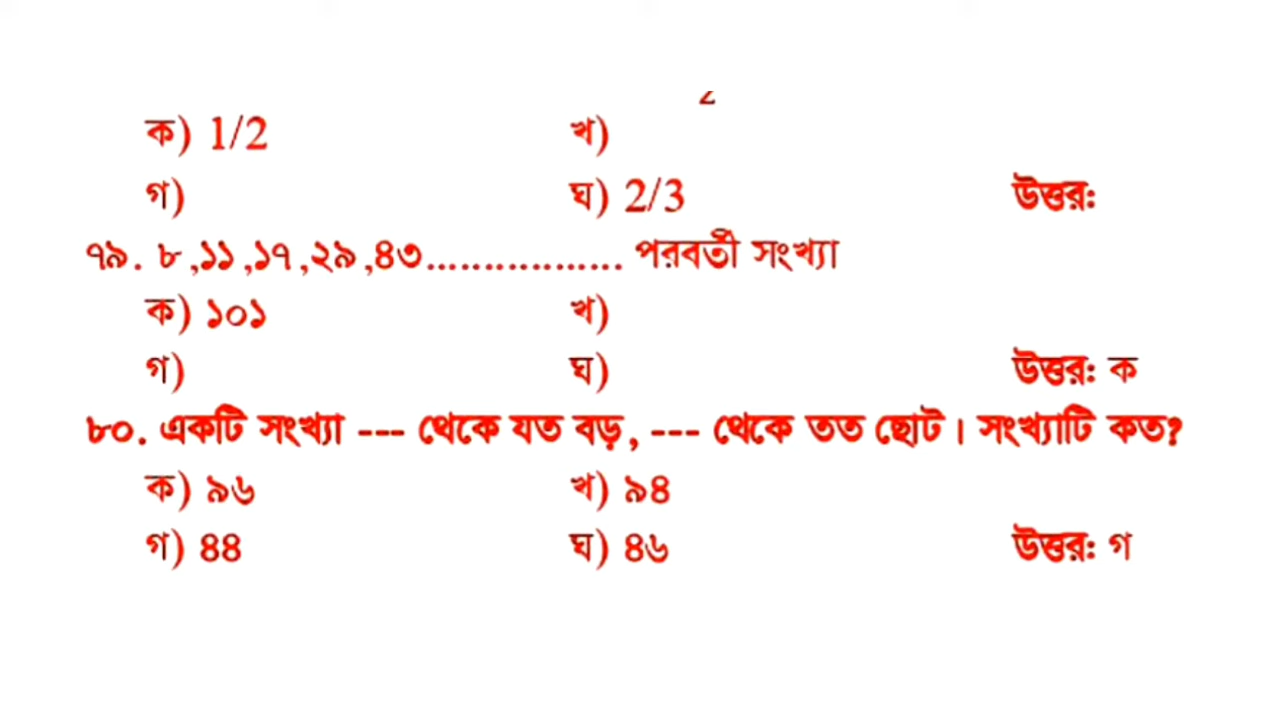 ক) 1/2 খ)
গ) ঘ) 2/3 উত্তর:
৭৯. ৮,১১,১৭,২৯,৪৩.................. পরবর্তী সংখ্যা
ক) ১০১ খ)
গ) ঘ) উত্তর: ক
৮০. একটি সংখ্যা --- থেকে যত বড়, --- থেকে তত ছোট। সংখ্যাটি কত?
ক) ৯৬ খ) ৯৪
গ) ৪৪ ঘ) ৪৬ উত্তর: গ